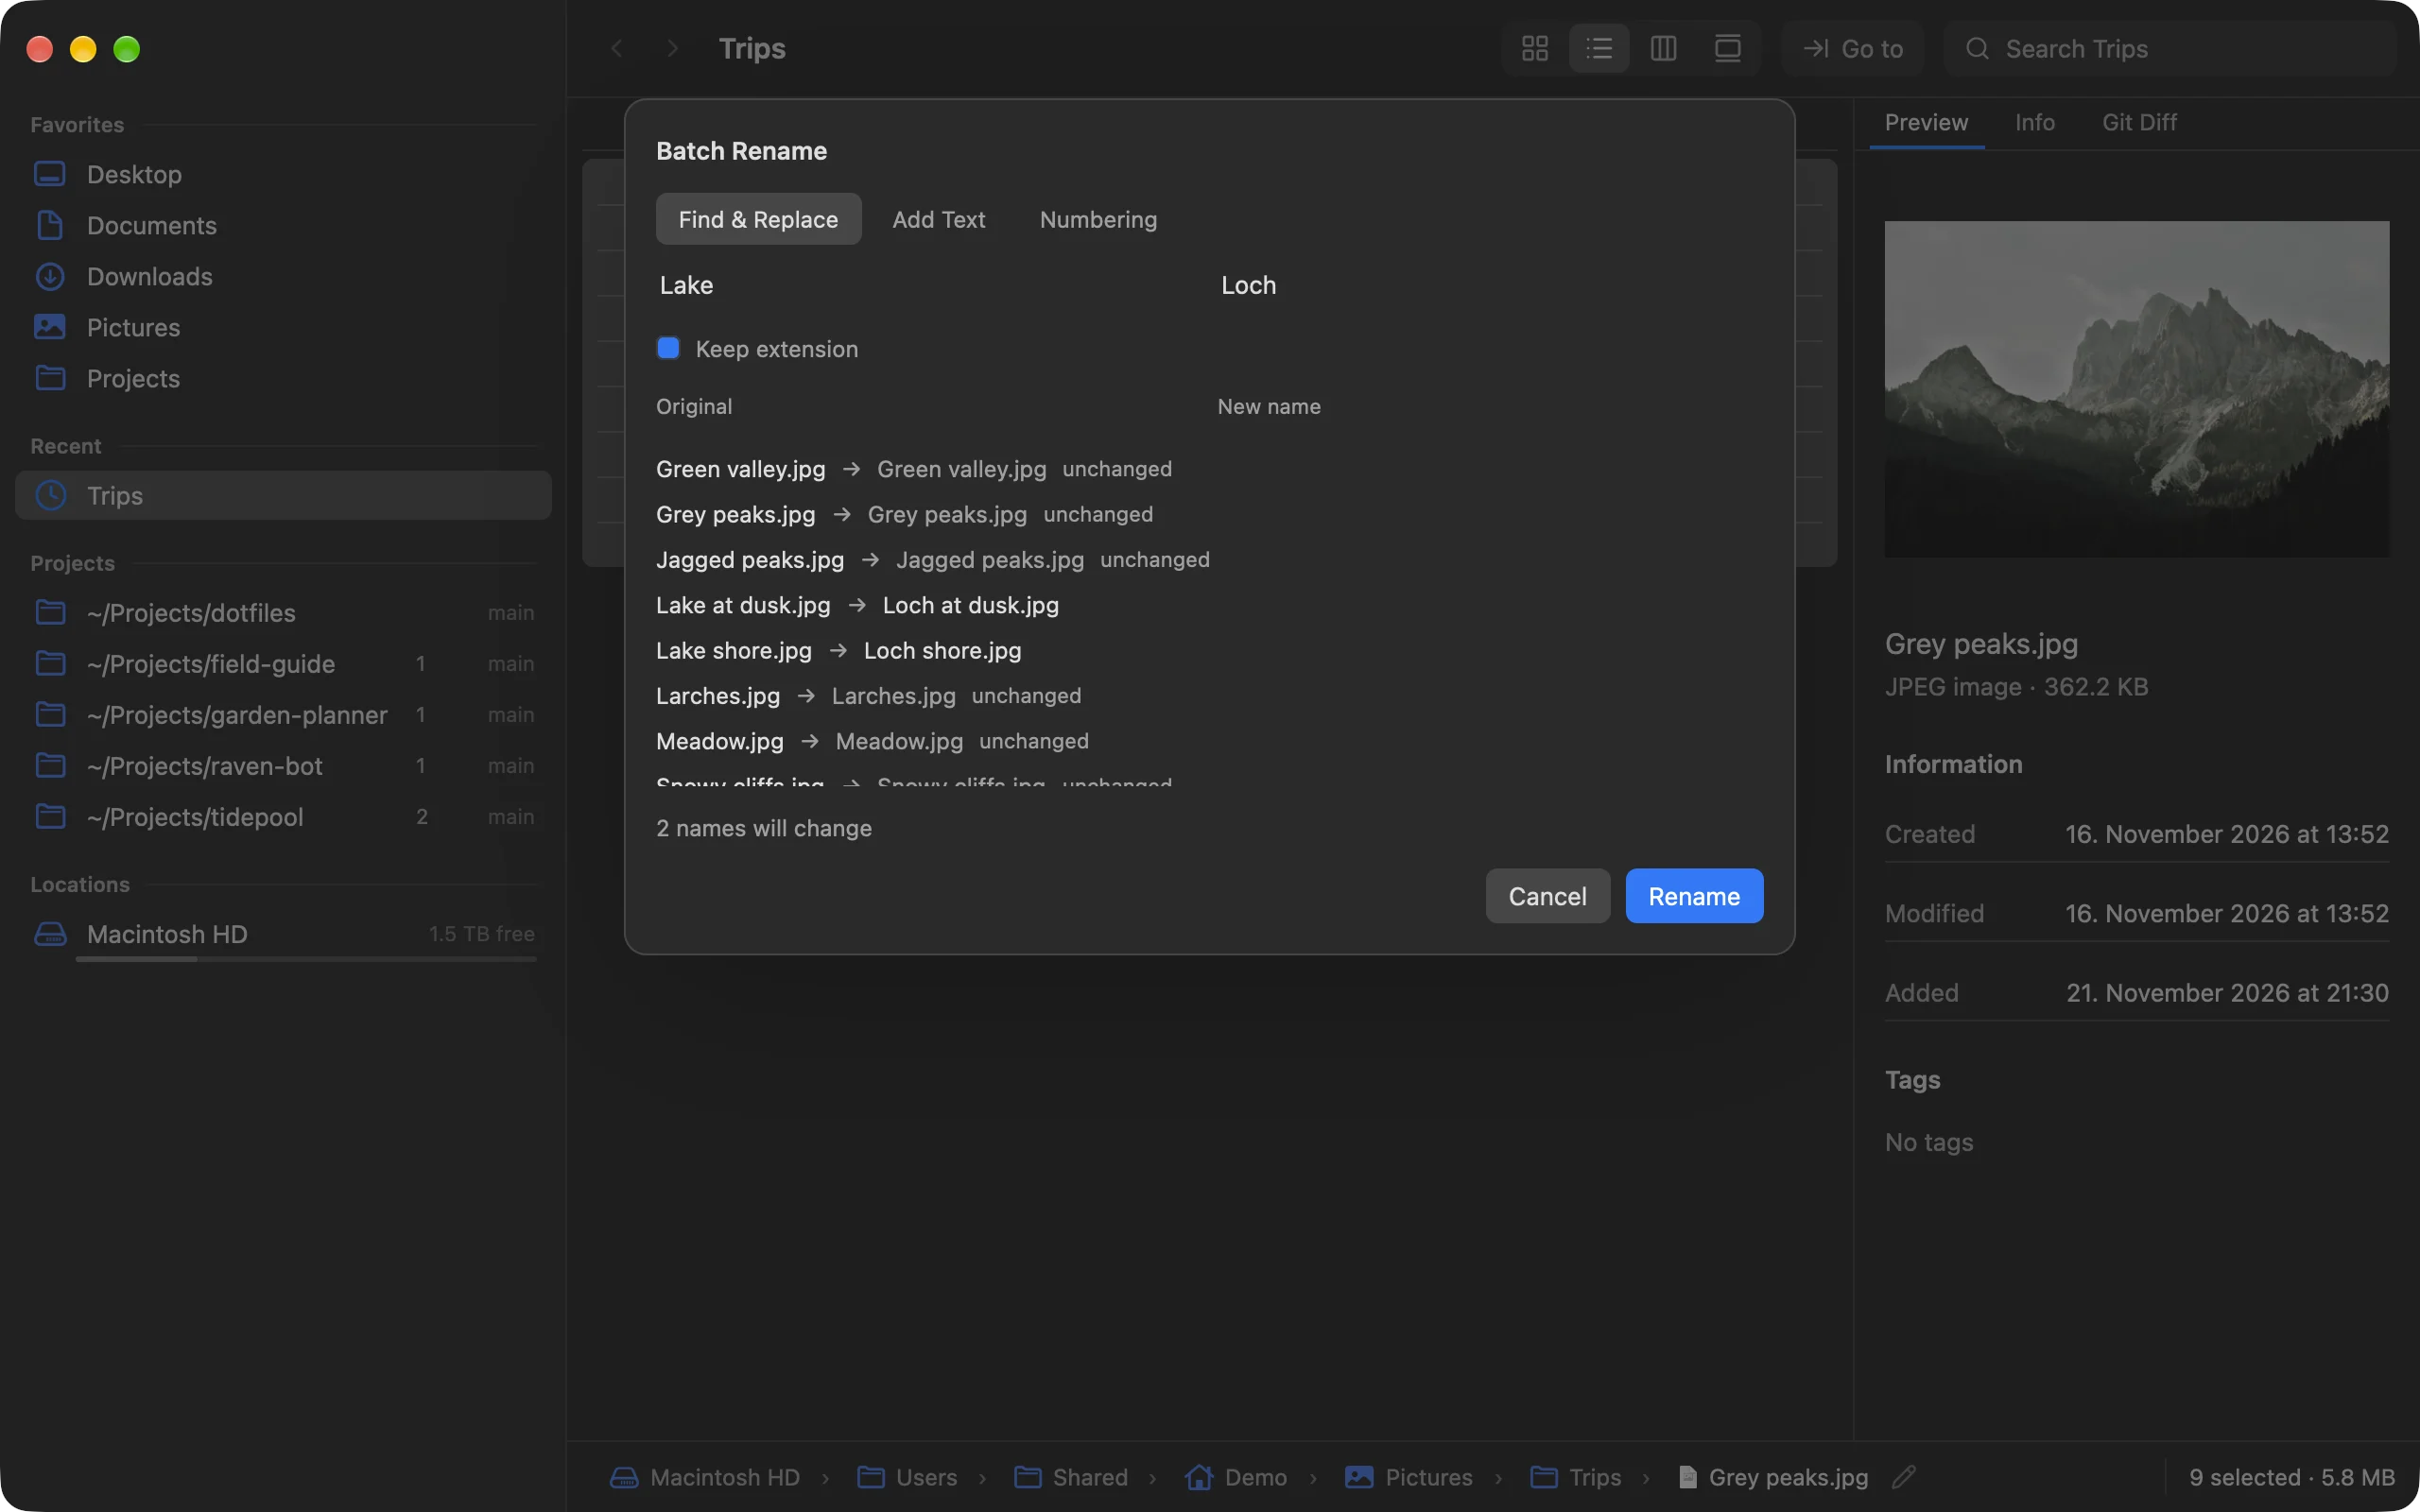 Trips
Go to
Search Trips
Favorites
Desktop
Documents
Downloads
Pictures
Projects
Recent
Trips
Projects
~/Projects/dotfiles main
~/Projects/field-guide 1 main
~/Projects/garden-planner 1 main
~/Projects/raven-bot 1 main
~/Projects/tidepool 2 main
Locations
Macintosh HD 1.5 TB free
Batch Rename
Find & Replace Add Text Numbering
Lake Loch
Keep extension
Original New name
Green valley.jpg → Green valley.jpg unchanged
Grey peaks.jpg → Grey peaks.jpg unchanged
Jagged peaks.jpg → Jagged peaks.jpg unchanged
Lake at dusk.jpg → Loch at dusk.jpg
Lake shore.jpg → Loch shore.jpg
Larches.jpg → Larches.jpg unchanged
Meadow.jpg → Meadow.jpg unchanged
Snowy cliffs.jpg → Snowy cliffs.jpg unchanged
2 names will change
Cancel Rename
Preview Info Git Diff
Grey peaks.jpg
JPEG image · 362.2 KB
Information
Created 16. November 2026 at 13:52
Modified 16. November 2026 at 13:52
Added 21. November 2026 at 21:30
Tags
No tags
Macintosh HD › Users › Shared › Demo › Pictures › Trips › Grey peaks.jpg
9 selected · 5.8 MB